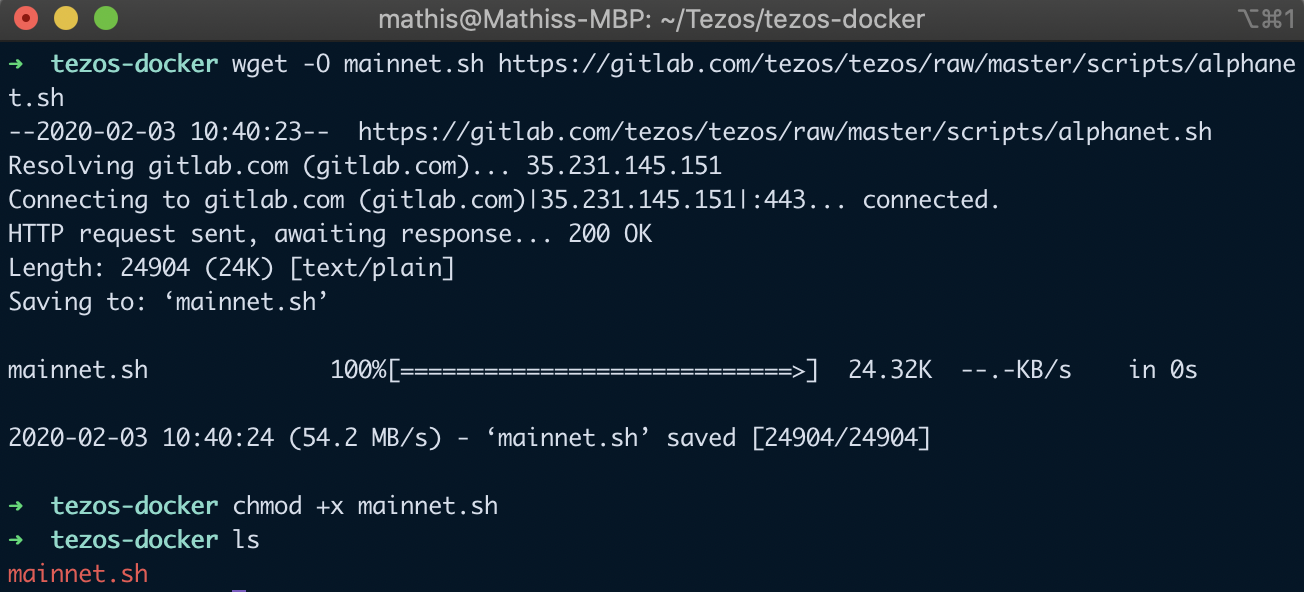 mathis@Mathiss-MBP: ~/Tezos/tezos-docker ⌥⌘1
➜ tezos-docker wget -O mainnet.sh https://gitlab.com/tezos/tezos/raw/master/scripts/alphane
t.sh
--2020-02-03 10:40:23--  https://gitlab.com/tezos/tezos/raw/master/scripts/alphanet.sh
Resolving gitlab.com (gitlab.com)... 35.231.145.151
Connecting to gitlab.com (gitlab.com)|35.231.145.151|:443... connected.
HTTP request sent, awaiting response... 200 OK
Length: 24904 (24K) [text/plain]
Saving to: ‘mainnet.sh’
mainnet.sh 100%[============================>] 24.32K --.-KB/s in 0s
2020-02-03 10:40:24 (54.2 MB/s) - ‘mainnet.sh’ saved [24904/24904]
➜ tezos-docker chmod +x mainnet.sh
➜ tezos-docker ls
mainnet.sh